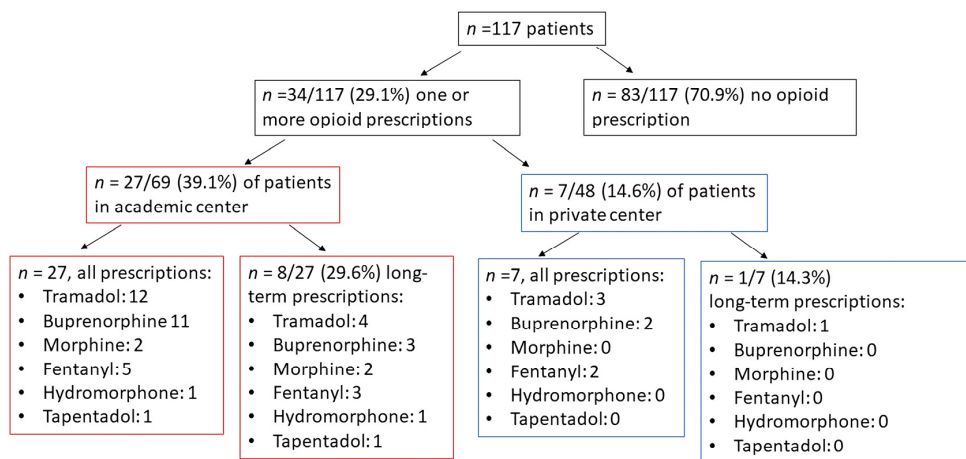 n =117 patients
n =34/117 (29.1%) one or
more opioid prescriptions
n = 83/117 (70.9%) no opioid
prescription
n = 27/69 (39.1%) of patients
in academic center
n = 7/48 (14.6%) of patients
in private center
n = 27, all prescriptions:
• Tramadol: 12
• Buprenorphine 11
• Morphine: 2
• Fentanyl: 5
• Hydromorphone: 1
• Tapentadol: 1
n = 8/27 (29.6%) long-
term prescriptions:
• Tramadol: 4
• Buprenorphine: 3
• Morphine: 2
• Fentanyl: 3
• Hydromorphone: 1
• Tapentadol: 1
n =7, all prescriptions:
• Tramadol: 3
• Buprenorphine: 2
• Morphine: 0
• Fentanyl: 2
• Hydromorphone: 0
• Tapentadol: 0
n = 1/7 (14.3%)
long-term prescriptions:
• Tramadol: 1
• Buprenorphine: 0
• Morphine: 0
• Fentanyl: 0
• Hydromorphone: 0
• Tapentadol: 0